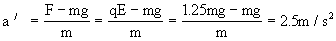 a ′ = (F − mg)/m = (qE − mg)/m = (1.25mg − mg)/m = 2.5m / s²